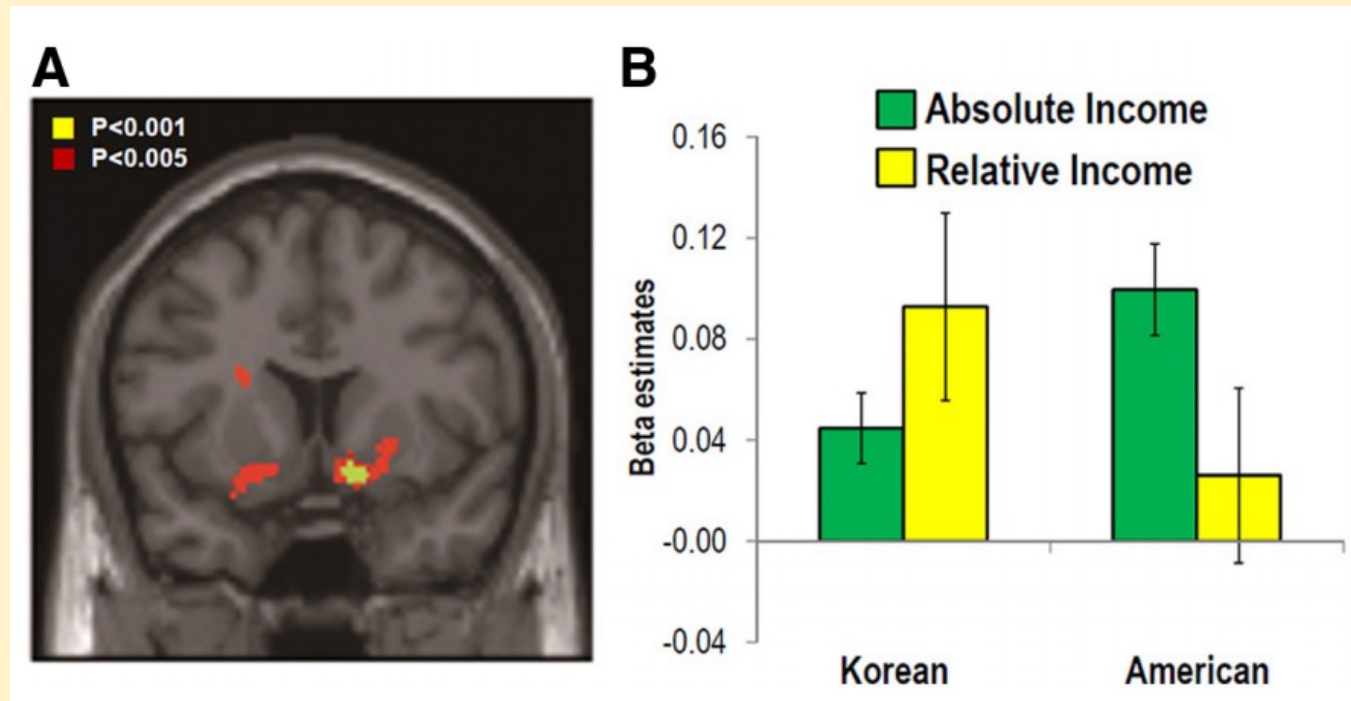 A
P<0.001
P<0.005
B
Absolute Income
Relative Income
Beta estimates
0.16
0.12
0.08
0.04
-0.00
-0.04
Korean
American